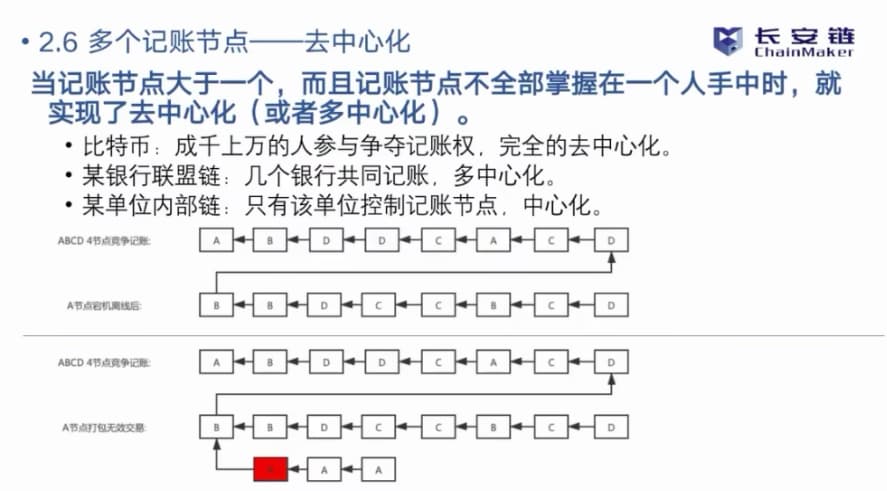 • 2.6 多个记账节点——去中心化
长安链
ChainMaker
当记账节点大于一个，而且记账节点不全部掌握在一个人手中时，就
实现了去中心化（或者多中心化）。
• 比特币：成千上万的人参与争夺记账权，完全的去中心化。
• 某银行联盟链：几个银行共同记账，多中心化。
• 某单位内部链：只有该单位控制记账节点，中心化。
ABCD 4节点竞争记账: A B D D C A C D
A节点宕机离线后: B B D C C B C D
ABCD 4节点竞争记账: A B D D C A C D
A节点打包无效交易: B B D C C B C D
A A